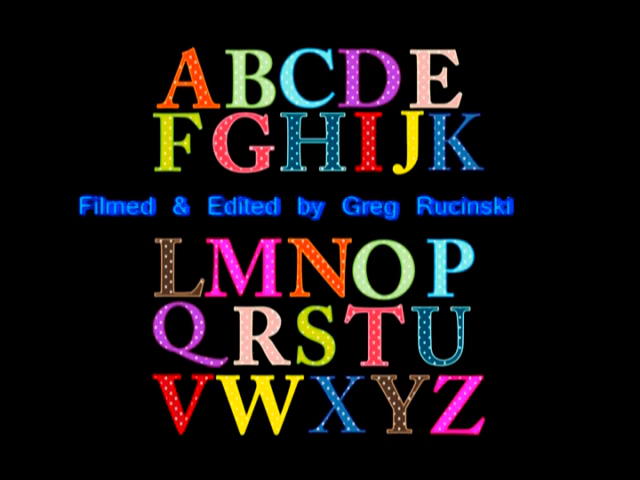 ABCDE
FGHIJK
Filmed & Edited by Greg Rucinski
LMNOP
QRSTU
VWXYZ